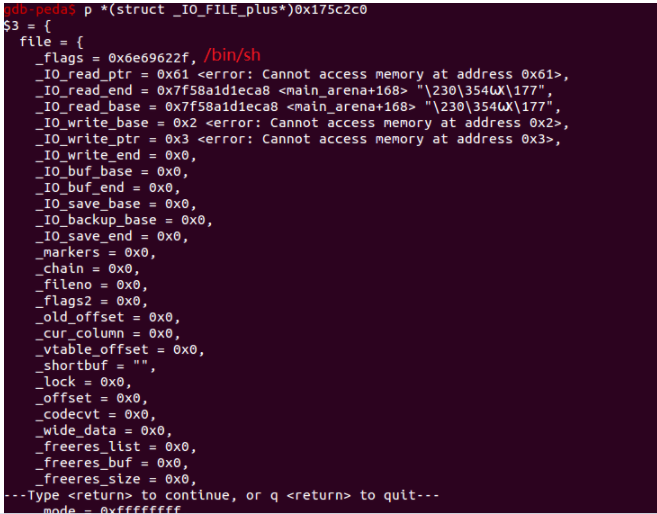 gdb-peda$ p *(struct _IO_FILE_plus*)0x175c2c0
$3 = {
file = {
_flags = 0x6e69622f, /bin/sh
_IO_read_ptr = 0x61 <error: Cannot access memory at address 0x61>,
_IO_read_end = 0x7f58a1d1eca8 <main_arena+168> "\230\354ѡX\177",
_IO_read_base = 0x7f58a1d1eca8 <main_arena+168> "\230\354ѡX\177",
_IO_write_base = 0x2 <error: Cannot access memory at address 0x2>,
_IO_write_ptr = 0x3 <error: Cannot access memory at address 0x3>,
_IO_write_end = 0x0,
_IO_buf_base = 0x0,
_IO_buf_end = 0x0,
_IO_save_base = 0x0,
_IO_backup_base = 0x0,
_IO_save_end = 0x0,
_markers = 0x0,
_chain = 0x0,
_fileno = 0x0,
_flags2 = 0x0,
_old_offset = 0x0,
_cur_column = 0x0,
_vtable_offset = 0x0,
_shortbuf = "",
_lock = 0x0,
_offset = 0x0,
_codecvt = 0x0,
_wide_data = 0x0,
_freeres_list = 0x0,
_freeres_buf = 0x0,
_freeres_size = 0x0,
---Type <return> to continue, or q <return> to quit---
_mode = 0xffffffff,